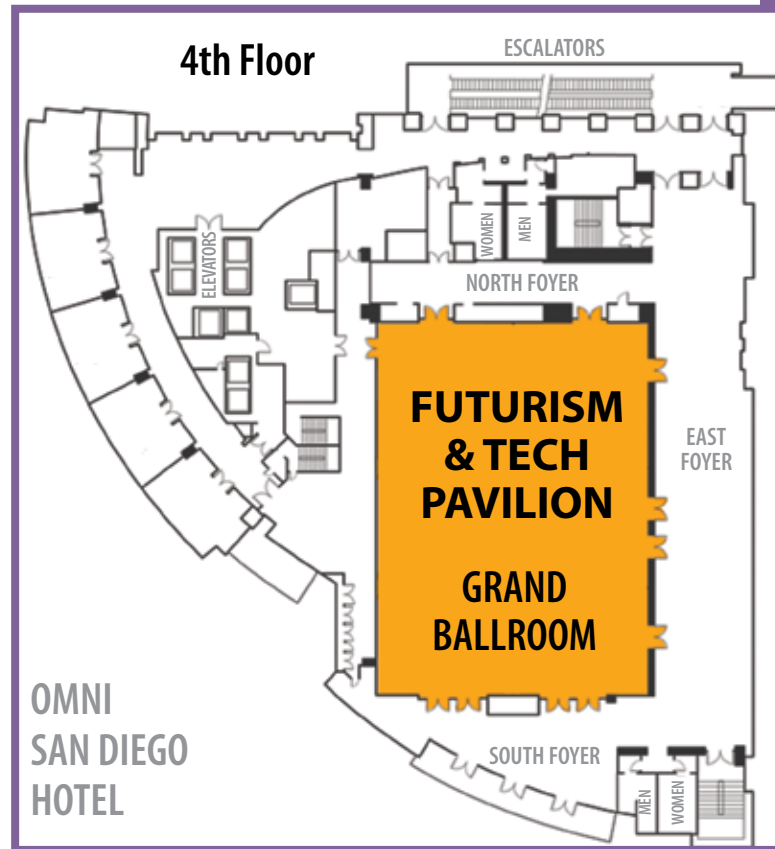 4th Floor
ESCALATORS
ELEVATORS
WOMEN
MEN
NORTH FOYER
FUTURISM
& TECH
PAVILION
GRAND
BALLROOM
EAST
FOYER
OMNI
SAN DIEGO
HOTEL
SOUTH FOYER
MEN
WOMEN